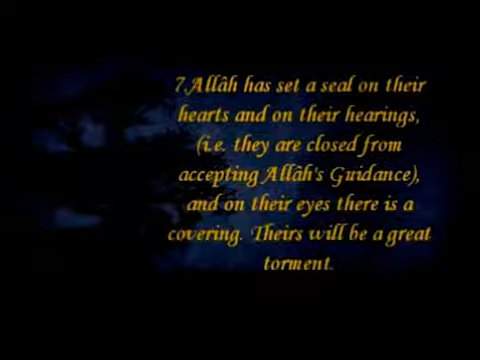 7.Allâh has set a seal on their
hearts and on their hearings,
(i.e. they are closed from
accepting Allâh's Guidance),
and on their eyes there is a
covering. Theirs will be a great
torment.